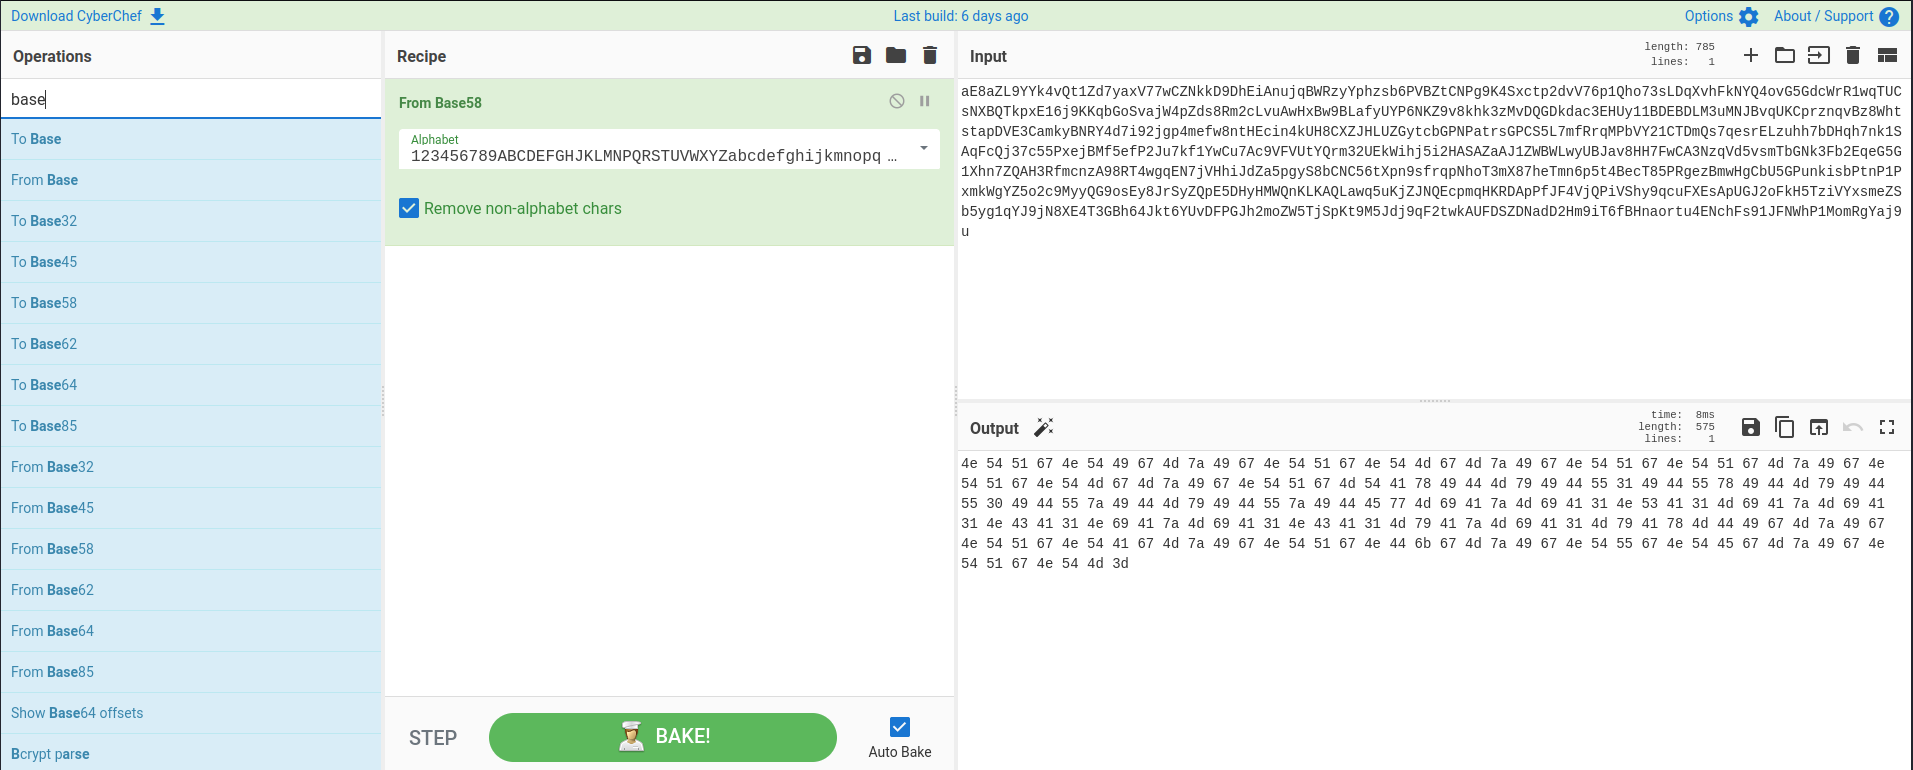 Download CyberChef
Last build: 6 days ago
Options
About / Support
Operations
base
To Base
From Base
To Base32
To Base45
To Base58
To Base62
To Base64
To Base85
From Base32
From Base45
From Base58
From Base62
From Base64
From Base85
Show Base64 offsets
Bcrypt parse
Recipe
From Base58
Alphabet
123456789ABCDEFGHJKLMNPQRSTUVWXYZabcdefghijkmnopq …
Remove non-alphabet chars
STEP
BAKE!
Auto Bake
Input
length: 785
lines: 1
aE8aZL9YYk4vQt1Zd7yaxV77wCZNkkD9DhEiAnujqBWRzyYphzsb6PVBZtCNPg9K4Sxctp2dvV76p1Qho73sLDqXvhFkNYQ4ovG5GdcWrR1wqTUC
sNXBQTkpxE16j9KKqbGoSvajW4pZds8Rm2cLvuAwHxBw9BLafyUYP6NKZ9v8khk3zMvDQGDkdac3EHUy11BDEBDLM3uMNJBvqUKCprznqvBz8Wht
stapDVE3CamkyBNRY4d7i92jgp4mefw8ntHEcin4kUH8CXZJHLUZGytcbGPNPatrsGPCS5L7mfRrqMPbVY21CTDmQs7qesrELzuhh7bDHqh7nk1S
AqFcQj37c55PxejBMf5efP2Ju7kf1YwCu7Ac9VFVUtYQrm32UEkWihj5i2HASAZaAJ1ZWBWLwyUBJav8HH7FwCA3NzqVd5vsmTbGNk3Fb2EqeG5G
1Xhn7ZQAH3RfmcnzA98RT4wgqEN7jVHhiJdZa5pgyS8bCNC56tXpn9sfrqpNhoT3mX87heTmn6p5t4BecT85PRgezBmwHgCbU5GPunkisbPtnP1P
xmkWgYZ5o2c9MyyQG9osEy8JrSyZQpE5DHyHMWQnKLKAQLawq5uKjZJNQEcpmqHKRDApPfJF4VjQPiVShy9qcuFXEsApUGJ2oFkH5TziVYxsmeZS
b5yg1qYJ9jN8XE4T3GBh64Jkt6YUvDFPGJh2moZW5TjSpKt9M5Jdj9qF2twkAUFDSZDNadD2Hm9iT6fBHnaortu4ENchFs91JFNWhP1MomRgYaj9
u
Output
time: 8ms
length: 575
lines: 1
4e 54 51 67 4e 54 49 67 4d 7a 49 67 4e 54 51 67 4e 54 4d 67 4d 7a 49 67 4e 54 51 67 4e 54 51 67 4d 7a 49 67 4e
54 51 67 4e 54 4d 67 4d 7a 49 67 4e 54 51 67 4d 54 41 78 49 44 4d 79 49 44 55 31 49 44 55 78 49 44 4d 79 49 44
55 30 49 44 55 7a 49 44 4d 79 49 44 55 7a 49 44 45 77 4d 69 41 7a 4d 69 41 31 4e 53 41 31 4d 69 41 7a 4d 69 41
31 4e 43 41 31 4e 69 41 7a 4d 69 41 31 4e 43 41 31 4d 79 41 7a 4d 69 41 31 4d 79 41 78 4d 44 49 67 4d 7a 49 67
4e 54 51 67 4e 54 41 67 4d 7a 49 67 4e 54 51 67 4e 44 6b 67 4d 7a 49 67 4e 54 55 67 4e 54 45 67 4d 7a 49 67 4e
54 51 67 4e 54 4d 3d